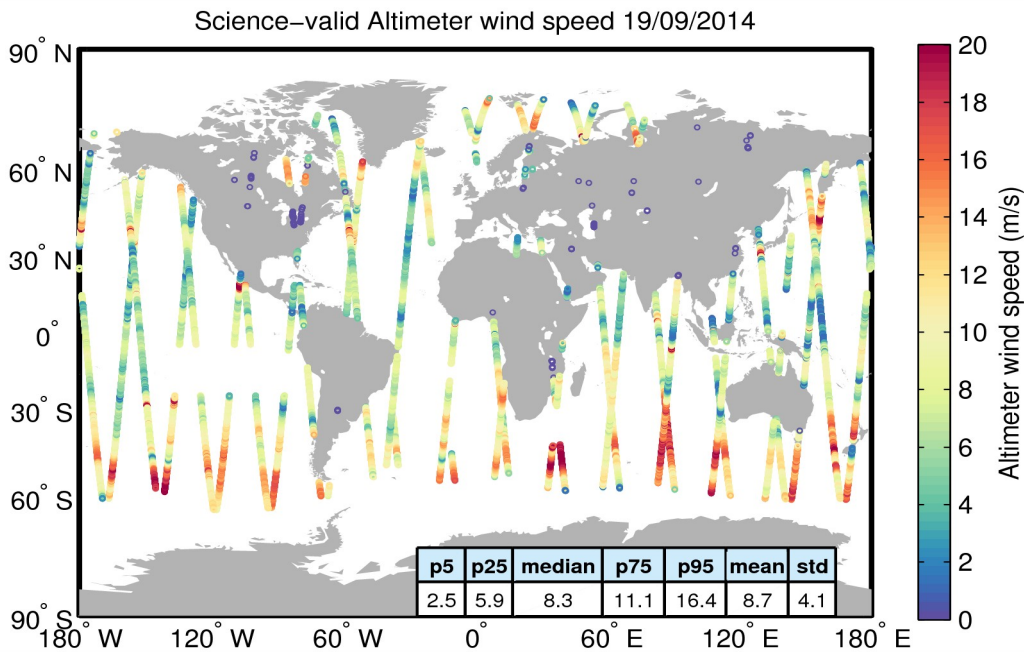 Science−valid Altimeter wind speed 19/09/2014
90° N
60° N
30° N
0°
30° S
60° S
90° S
180° W
120° W
60° W
0°
60° E
120° E
180° E
p5 p25 median p75 p95 mean std
2.5 5.9 8.3 11.1 16.4 8.7 4.1
20
18
16
14
12
10
8
6
4
2
0
Altimeter wind speed (m/s)